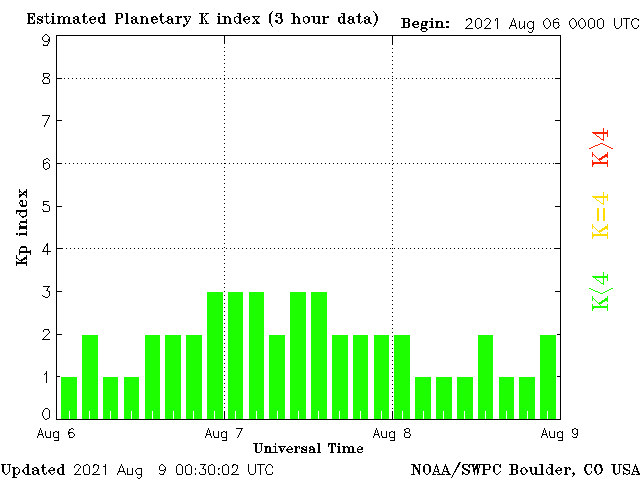 Estimated Planetary K index (3 hour data) Begin: 2021 Aug 06 0000 UTC
9
8
7
6
5
4
3
2
1
0
Kp index
K>4
K=4
K<4
Aug 6 Aug 7 Aug 8 Aug 9
Universal Time
Updated 2021 Aug 9 00:30:02 UTC NOAA/SWPC Boulder, CO USA